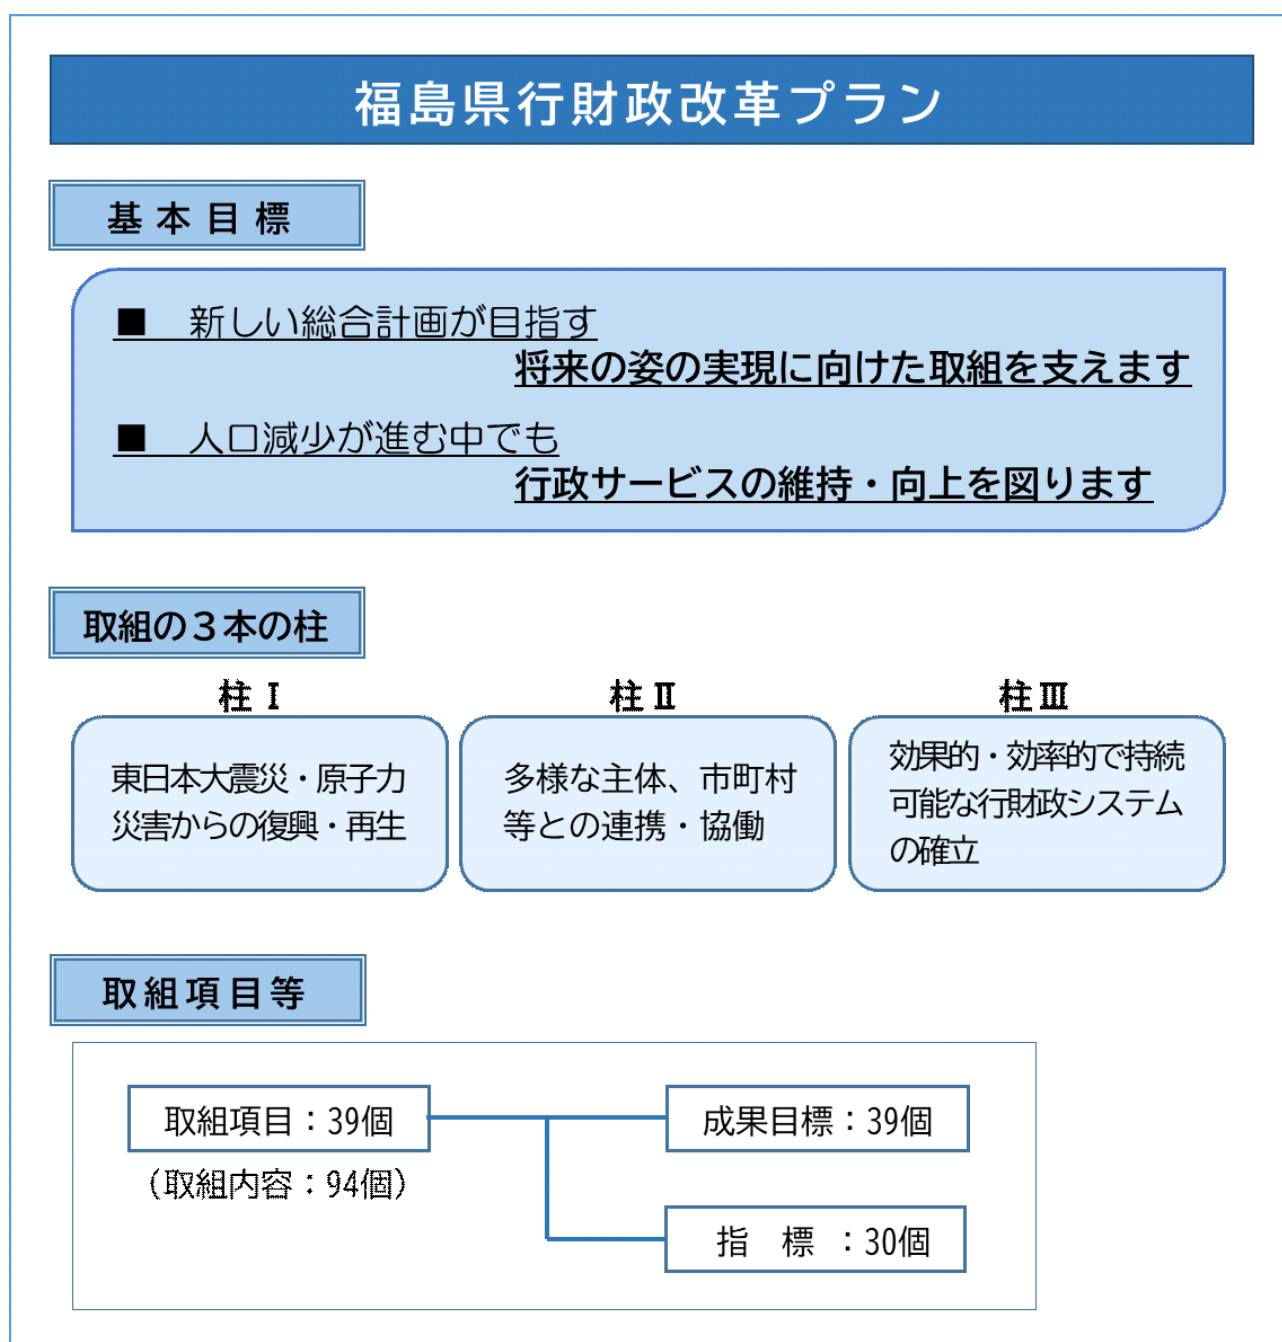 福島県行財政改革プラン
基本目標
■　新しい総合計画が目指す
将来の姿の実現に向けた取組を支えます
■　人口減少が進む中でも
行政サービスの維持・向上を図ります
取組の３本の柱
柱Ⅰ
東日本大震災・原子力
災害からの復興・再生
柱Ⅱ
多様な主体、市町村
等との連携・協働
柱Ⅲ
効果的・効率的で持続
可能な行財政システム
の確立
取組項目等
取組項目：39個
（取組内容：94個）
成果目標：39個
指　標　：30個